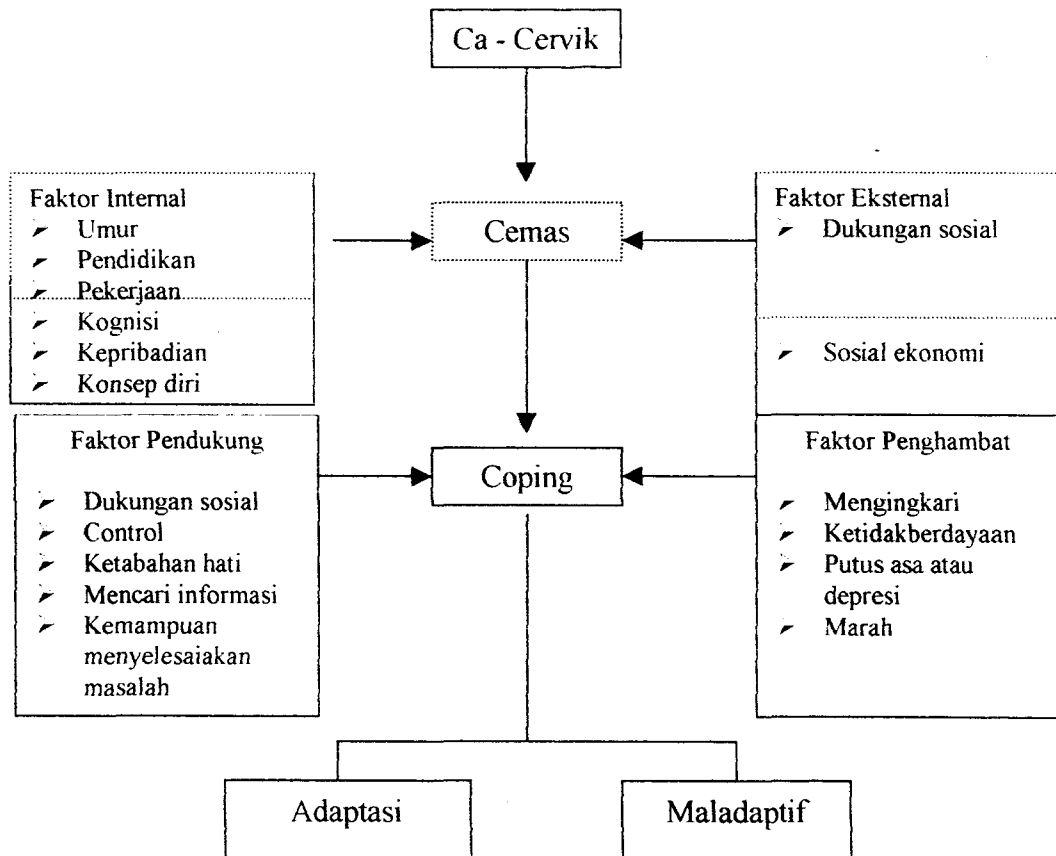 Ca - Cervik
Faktor Internal
➢ Umur
➢ Pendidikan
➢ Pekerjaan
➢ Kognisi
➢ Kepribadian
➢ Konsep diri
Cemas
Faktor Eksternal
➢ Dukungan sosial
➢ Sosial ekonomi
Faktor Pendukung
➢ Dukungan sosial
➢ Control
➢ Ketabahan hati
➢ Mencari informasi
➢ Kemampuan
menyelesaiakan
masalah
Coping
Faktor Penghambat
➢ Mengingkari
➢ Ketidakberdayaan
➢ Putus asa atau
depresi
➢ Marah
Adaptasi
Maladaptif